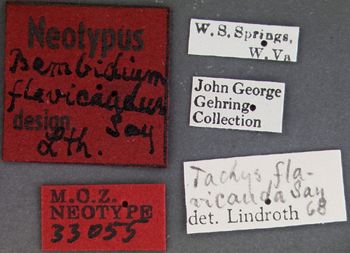 Neotypus
Bembidium
flavicaudus
design Say
Lth.
M.C.Z.
NEOTYPE
33055
W. S. Springs,
W. Va
John George
Gehring
Collection
Tachys fla-
vicauda Say
det. Lindroth 68